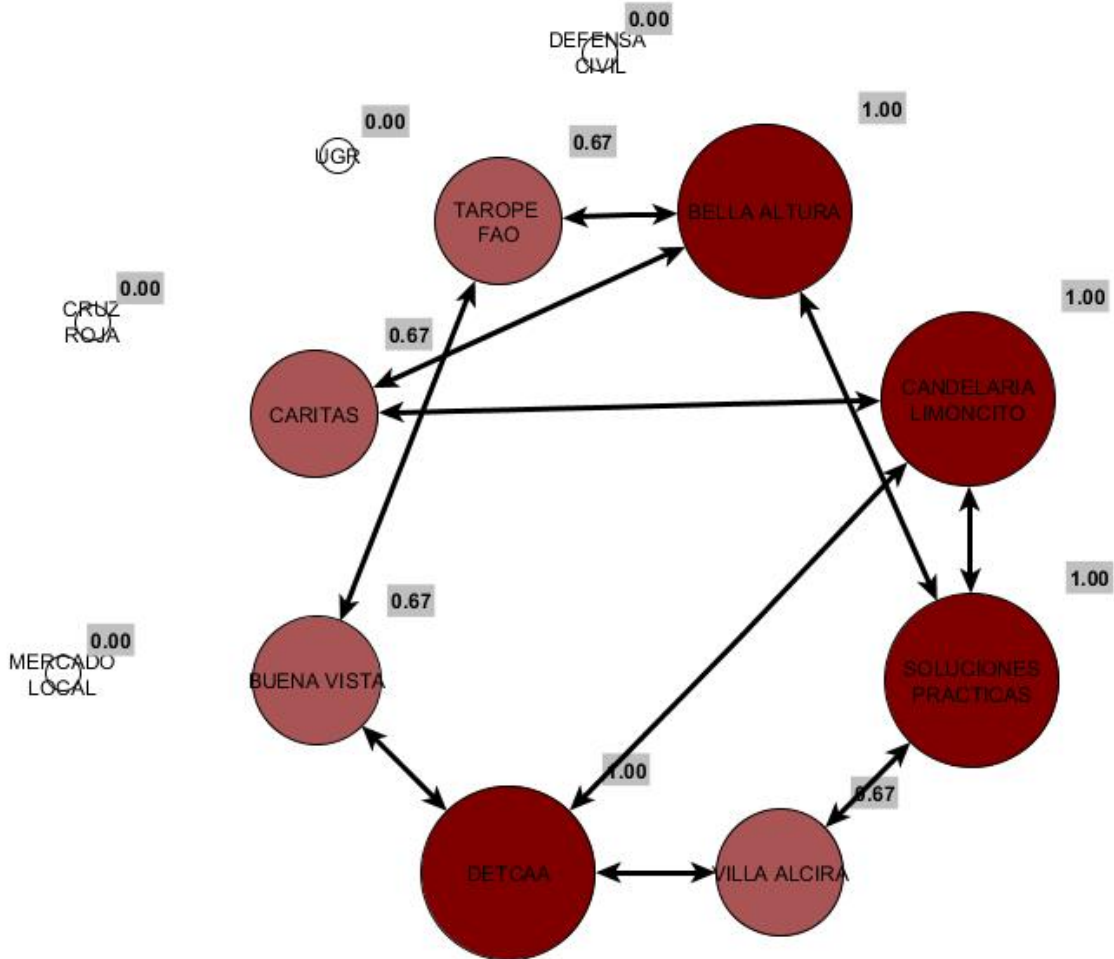 0.00
DEFENSA
CIVIL
0.00
UGR
0.67
TAROPE
FAO
1.00
BELLA ALTURA
0.00
CRUZ
ROJA
0.67
CARITAS
1.00
CANDELARIA
LIMONCITO
0.00
MERCADO
LOCAL
0.67
BUENA VISTA
1.00
SOLUCIONES
PRACTICAS
1.00
DETCAA
0.67
VILLA ALCIRA